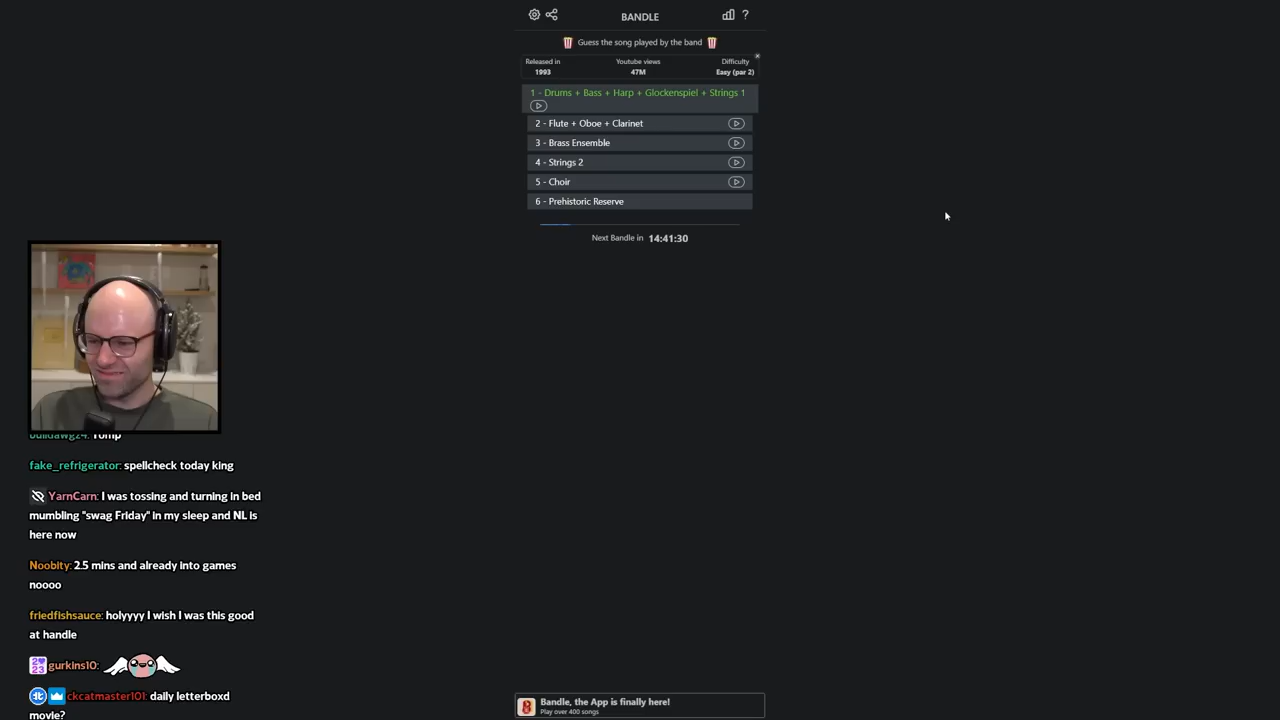 BANDLE
?
Guess the song played by the band
Released in
1993
Youtube views
47M
Difficulty
Easy (par 2)
1 - Drums + Bass + Harp + Glockenspiel + Strings 1
2 - Flute + Oboe + Clarinet
3 - Brass Ensemble
4 - Strings 2
5 - Choir
6 - Prehistoric Reserve
Next Bandle in 14:41:30
fake_refrigerator: spellcheck today king
YarnCarn: I was tossing and turning in bed
mumbling "swag Friday" in my sleep and NL is
here now
Noobity: 2.5 mins and already into games
noooo
friedfishsauce: holyyyy I wish I was this good
at handle
gurkins10:
ckcatmaster101: daily letterboxd
movie?
Bandle, the App is finally here!
Play over 400 songs